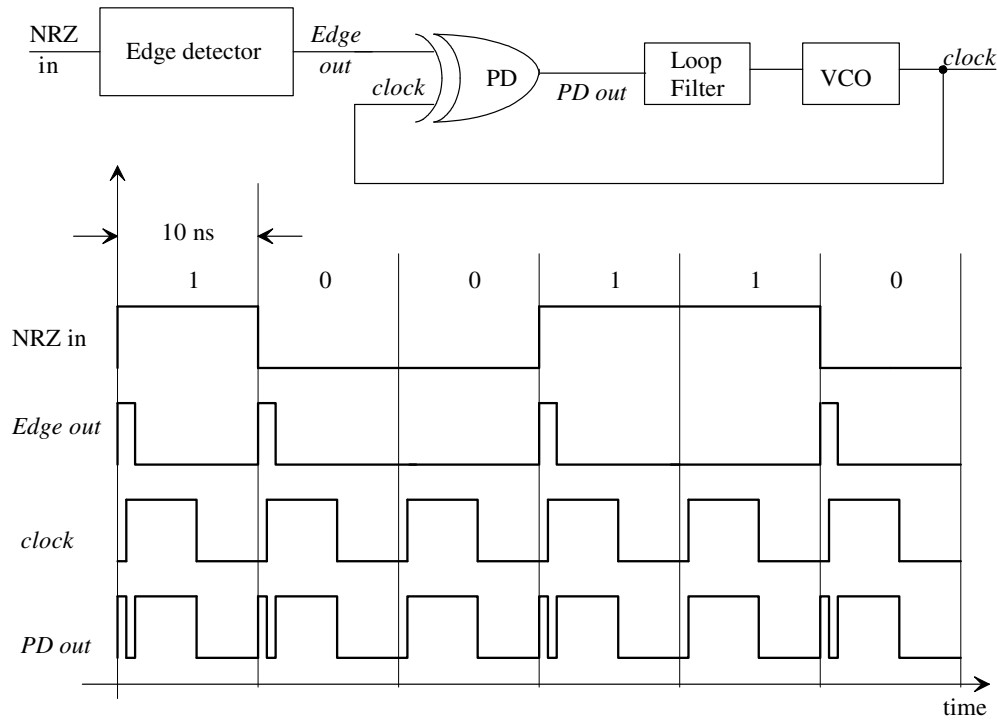 NRZ
in
Edge detector
Edge
out
clock
PD
PD out
Loop
Filter
VCO
clock
10 ns
1 0 0 1 1 0
NRZ in
Edge out
clock
PD out
time